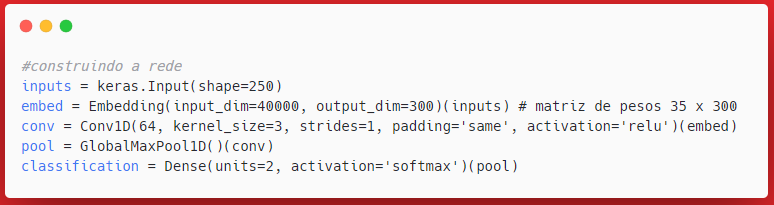 #construindo a rede
inputs = keras.Input(shape=250)
embed = Embedding(input_dim=40000, output_dim=300)(inputs) # matriz de pesos 35 x 300
conv = Conv1D(64, kernel_size=3, strides=1, padding='same', activation='relu')(embed)
pool = GlobalMaxPool1D()(conv)
classification = Dense(units=2, activation='softmax')(pool)